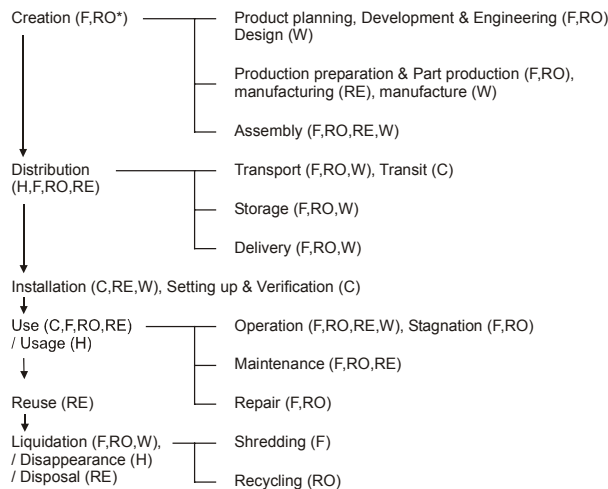 Creation (F,RO*)
Product planning, Development & Engineering (F,RO)
Design (W)
Production preparation & Part production (F,RO),
manufacturing (RE), manufacture (W)
Assembly (F,RO,RE,W)
Distribution
(H,F,RO,RE)
Transport (F,RO,W), Transit (C)
Storage (F,RO,W)
Delivery (F,RO,W)
Installation (C,RE,W), Setting up & Verification (C)
Use (C,F,RO,RE)
/ Usage (H)
Operation (F,RO,RE,W), Stagnation (F,RO)
Maintenance (F,RO,RE)
Repair (F,RO)
Reuse (RE)
Liquidation (F,RO,W),
/ Disappearance (H)
/ Disposal (RE)
Shredding (F)
Recycling (RO)